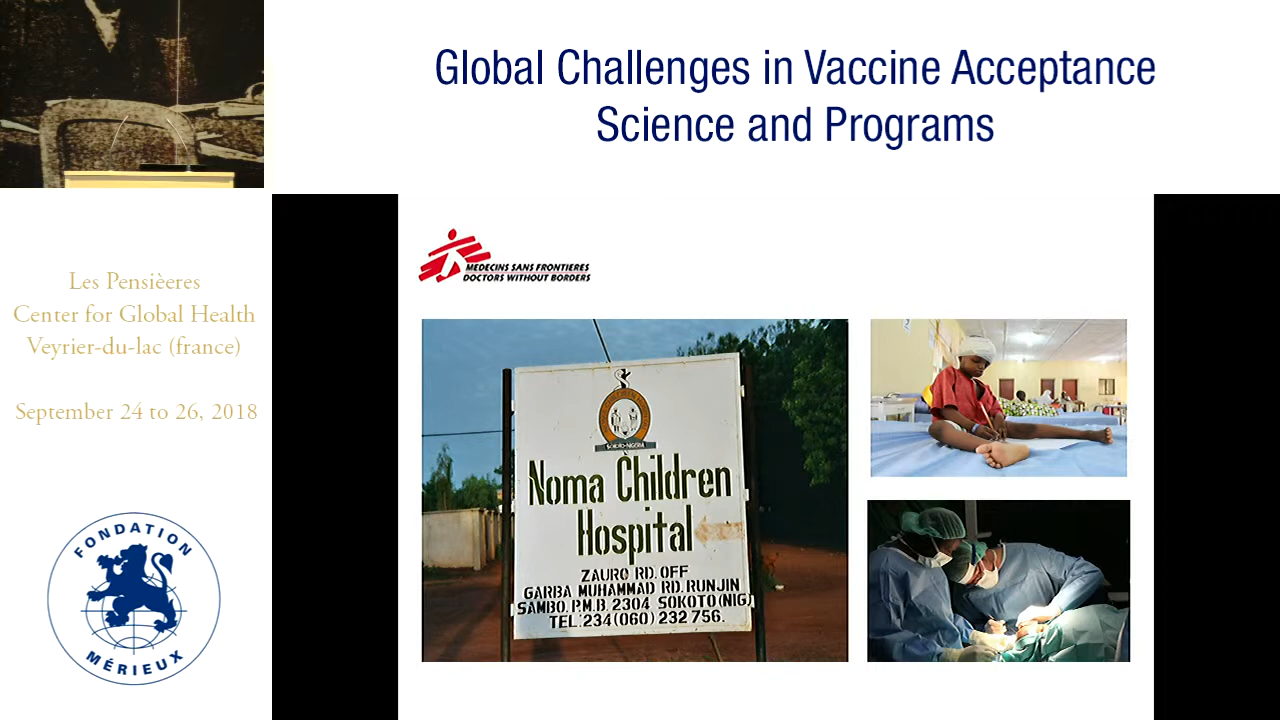 Global Challenges in Vaccine Acceptance
Science and Programs
Les Pensièeres
Center for Global Health
Veyrier-du-lac (france)
September 24 to 26, 2018
FONDATION
MÉRIEUX
MEDECINS SANS FRONTIERES
DOCTORS WITHOUT BORDERS
SOKOTO-NIGERIA
Noma Children
Hospital
ZAURO RD. OFF
GARBA MUHAMMAD RD. RUNJIN
SAMBO. P.M.B. 2304 SOKOTO (NIG)
TEL:234(060) 232 756.